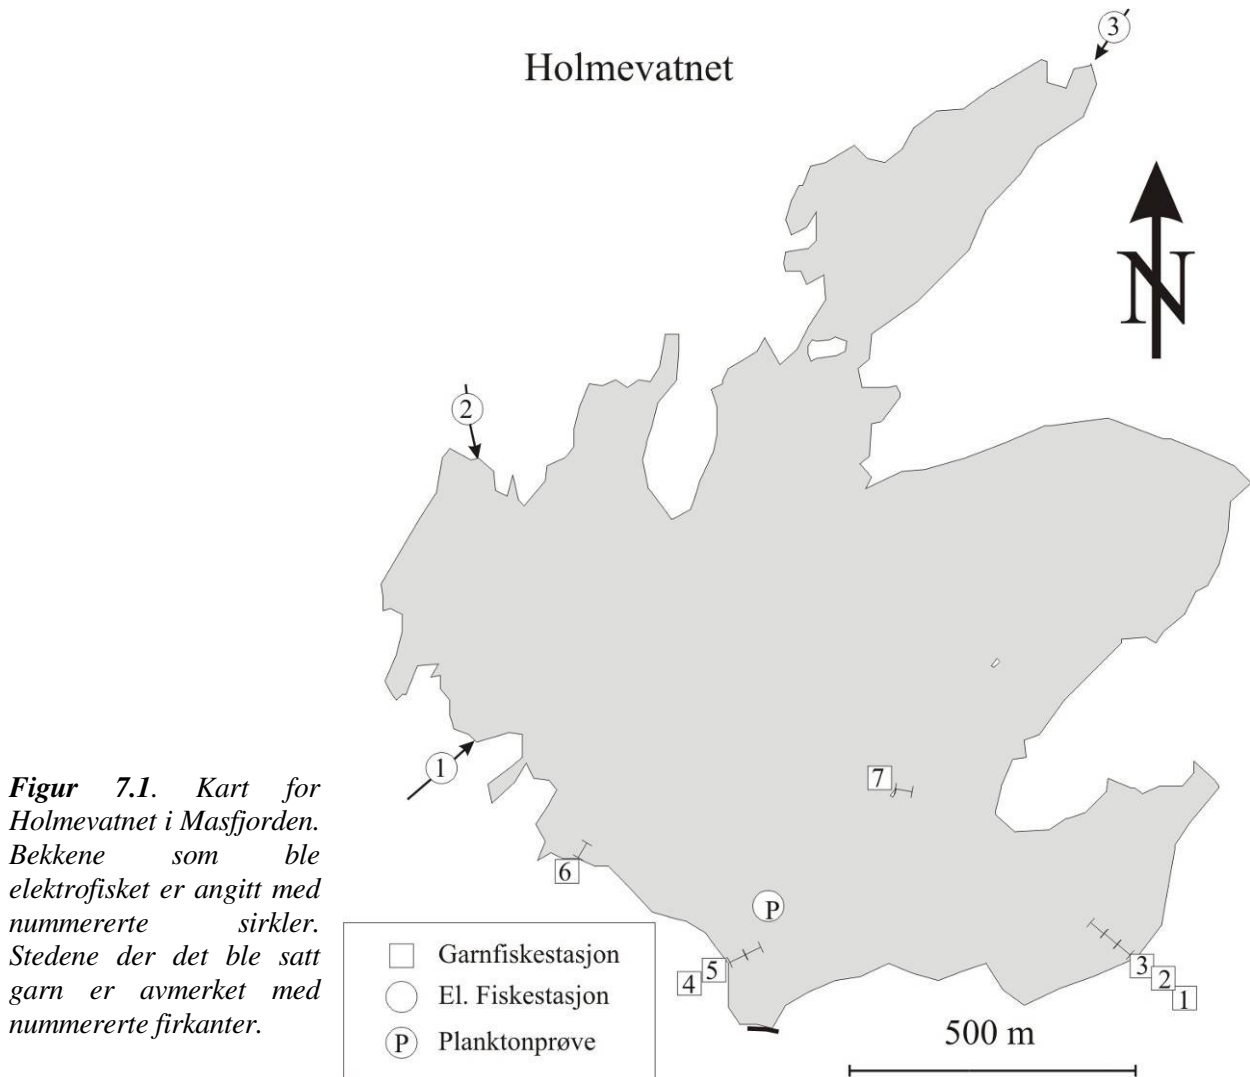 Holmevatnet
3
N
2
1
7
6
P
5
4
3
2
1
Figur 7.1. Kart for
Holmevatnet i Masfjorden.
Bekkene som ble
elektrofisket er angitt med
nummererte sirkler.
Stedene der det ble satt
garn er avmerket med
nummererte firkanter.
Garnfiskestasjon
El. Fiskestasjon
P Planktonprøve
500 m